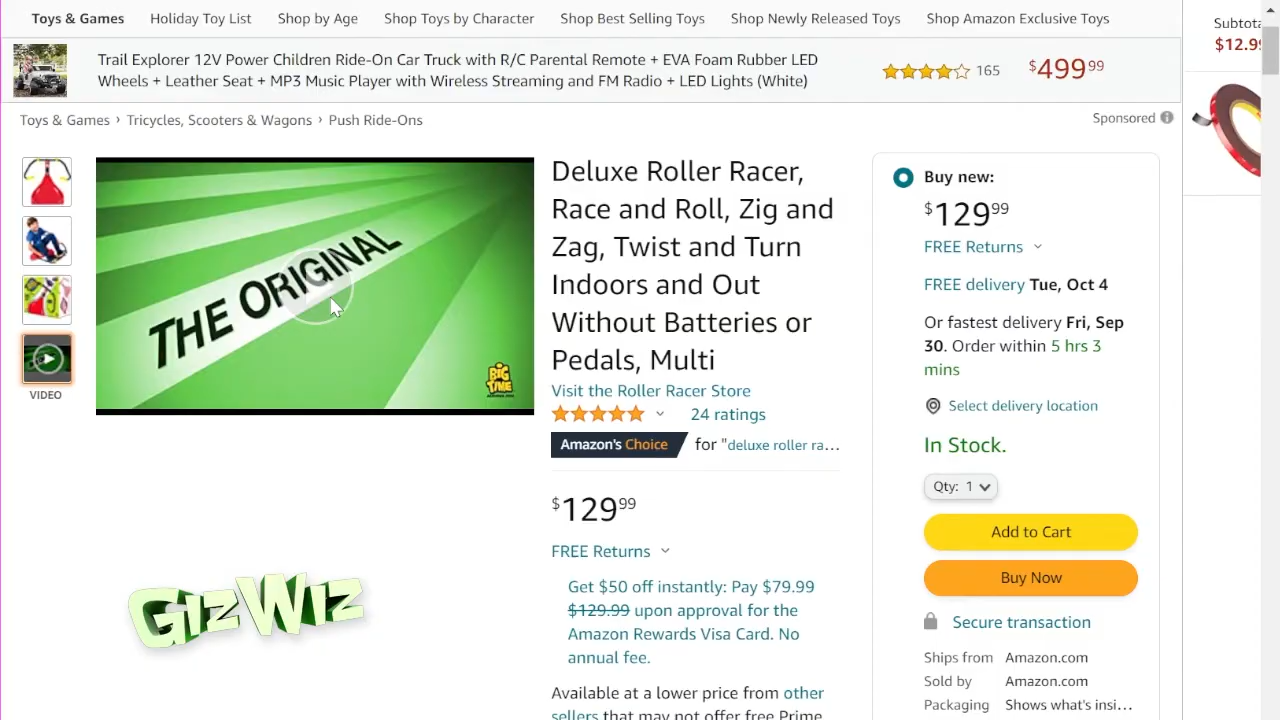 Toys & Games
Holiday Toy List
Shop by Age
Shop Toys by Character
Shop Best Selling Toys
Shop Newly Released Toys
Shop Amazon Exclusive Toys
Trail Explorer 12V Power Children Ride-On Car Truck with R/C Parental Remote + EVA Foam Rubber LED
Wheels + Leather Seat + MP3 Music Player with Wireless Streaming and FM Radio + LED Lights (White)
165
$499 99
Toys & Games › Tricycles, Scooters & Wagons › Push Ride-Ons
Sponsored
THE ORIGINAL
BIG TIME
VIDEO
GizWiz
Deluxe Roller Racer,
Race and Roll, Zig and
Zag, Twist and Turn
Indoors and Out
Without Batteries or
Pedals, Multi
Visit the Roller Racer Store
24 ratings
Amazon's Choice for "deluxe roller ra...
$129 99
FREE Returns
Get $50 off instantly: Pay $79.99
$129.99 upon approval for the
Amazon Rewards Visa Card. No
annual fee.
Available at a lower price from other
sellers that may not offer free Prime
Buy new:
$129 99
FREE Returns
FREE delivery Tue, Oct 4
Or fastest delivery Fri, Sep
30. Order within 5 hrs 3
mins
Select delivery location
In Stock.
Qty: 1
Add to Cart
Buy Now
Secure transaction
Ships from Amazon.com
Sold by Amazon.com
Packaging Shows what's insi...
Subtota
$12.99